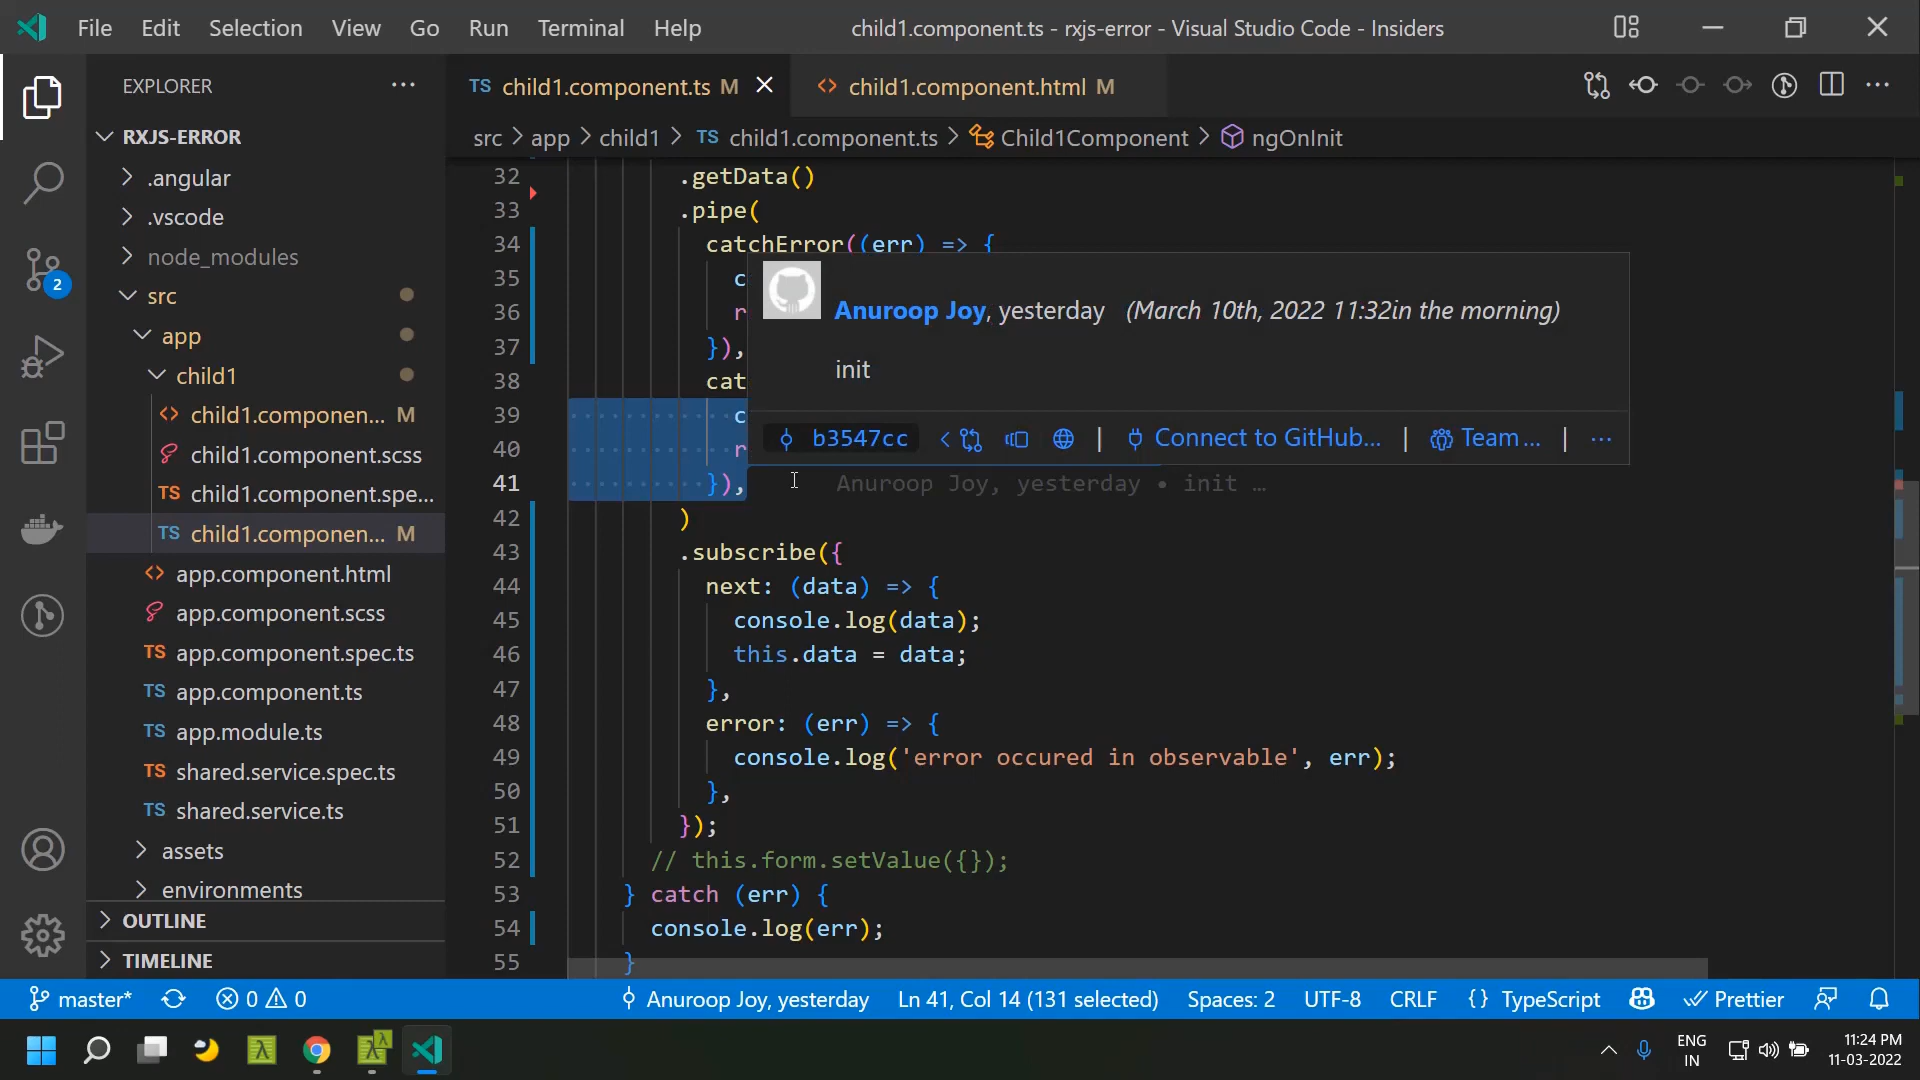 File Edit Selection View Go Run Terminal Help
child1.component.ts - rxjs-error - Visual Studio Code - Insiders
EXPLORER ...
TS child1.component.ts M
<> child1.component.html M
src > app > child1 > TS child1.component.ts > Child1Component > ngOnInit
RXJS-ERROR
.angular
.vscode
node_modules
src
app
child1
<> child1.componen... M
child1.component.scss
TS child1.component.spe...
TS child1.componen... M
<> app.component.html
app.component.scss
TS app.component.spec.ts
TS app.component.ts
TS app.module.ts
TS shared.service.spec.ts
TS shared.service.ts
assets
environments
OUTLINE
TIMELINE
2
32 .getData()
33 .pipe(
34 catchError((err) => {
35 c
36 r
37 }),
38 cat
39 c
40 r
41 }), Anuroop Joy, yesterday • init …
42 )
43 .subscribe({
44 next: (data) => {
45 console.log(data);
46 this.data = data;
47 },
48 error: (err) => {
49 console.log('error occured in observable', err);
50 },
51 });
52 // this.form.setValue({});
53 } catch (err) {
54 console.log(err);
55 }
Anuroop Joy, yesterday (March 10th, 2022 11:32in the morning)
init
b3547cc | Connect to GitHub... | Team... | ...
master* 0 0 Anuroop Joy, yesterday Ln 41, Col 14 (131 selected) Spaces: 2 UTF-8 CRLF {} TypeScript Prettier
ENG
IN
11:24 PM
11-03-2022